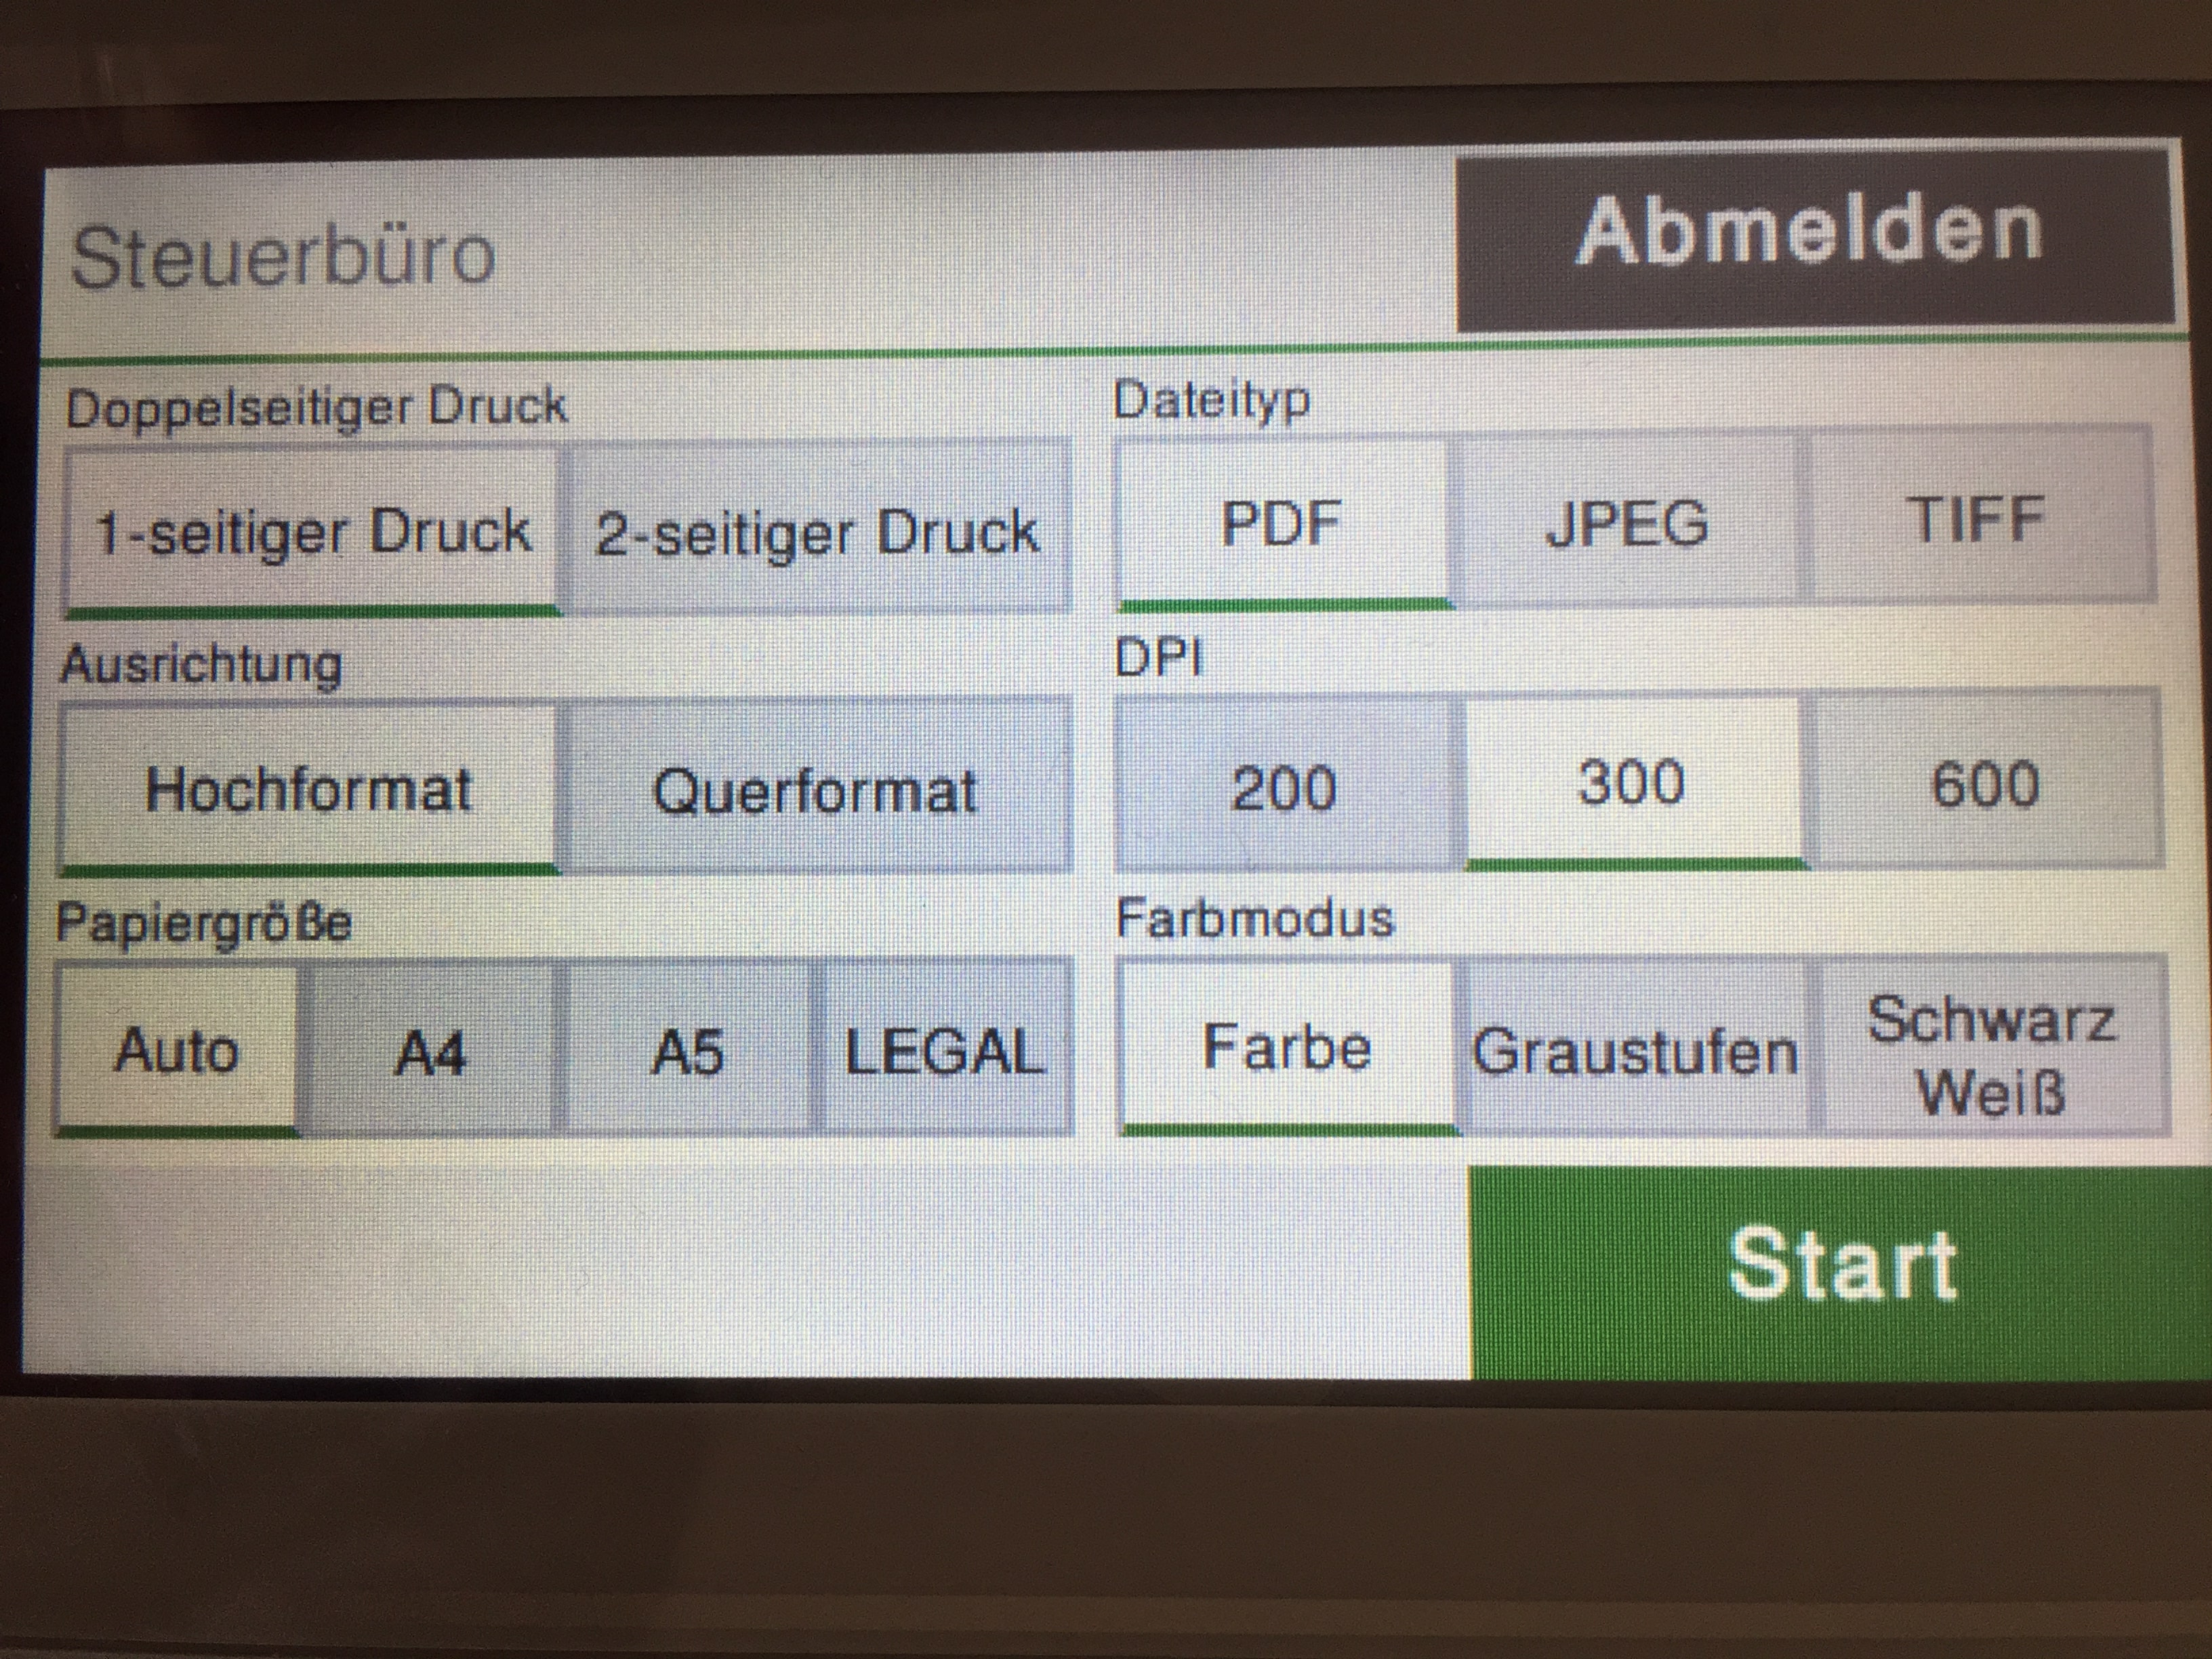 Steuerbüro
Abmelden
Doppelseitiger Druck
1-seitiger Druck 2-seitiger Druck
Dateityp
PDF JPEG TIFF
Ausrichtung
Hochformat Querformat
DPI
200 300 600
Papiergröße
Auto A4 A5 LEGAL
Farbmodus
Farbe Graustufen Schwarz
Weiß
Start